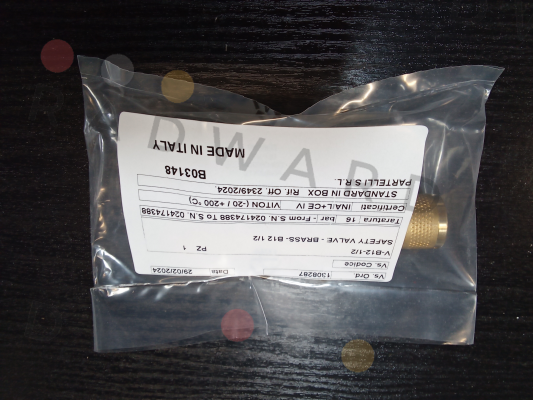 Vs. Ord. 1308287 Date 29/02/2024
Vs. Codice
V-B12-1/2
SAFETY VALVE - BRASS- B12 1/2
PZ 1
Taratura 16 bar - From S.N. 024174388 To S.N. 024174388
Certificati INAIL+CE IV VITON (-20 / +200 °C)
STANDARD IN BOX Rif. Off. 2349/2024
PARTELLI S.R.L. B03148
MADE IN ITALY
DWARD